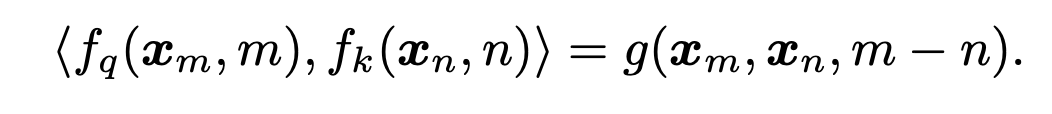 ⟨f_q(𝒙_m, m), f_k(𝒙_n, n)⟩ = g(𝒙_m, 𝒙_n, m − n).